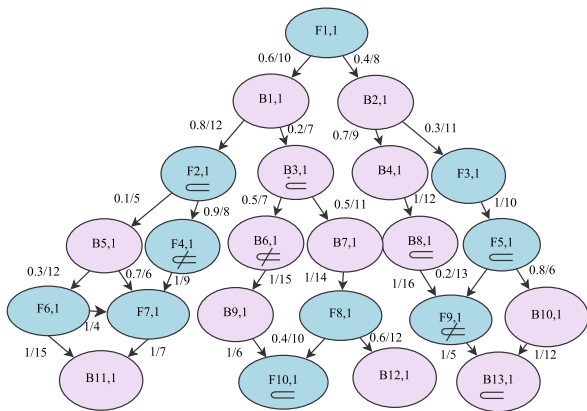 F1,1
0.6/10
0.4/8
B1,1
B2,1
0.8/12
0.2/7
0.7/9
0.3/11
F2,1
⊂
B3,1
⊂
B4,1
F3,1
0.1/5
0.9/8
0.5/7
0.5/11
1/12
1/10
B5,1
F4,1
⊄
B6,1
⊄
B7,1
B8,1
⊂
F5,1
⊂
0.3/12
0.7/6
1/9
1/15
1/14
1/16
0.2/13
0.8/6
F6,1
1/4
F7,1
B9,1
F8,1
F9,1
⊄
B10,1
1/15
1/7
1/6
0.4/10
0.6/12
1/5
1/12
B11,1
F10,1
⊂
B12,1
B13,1
⊂